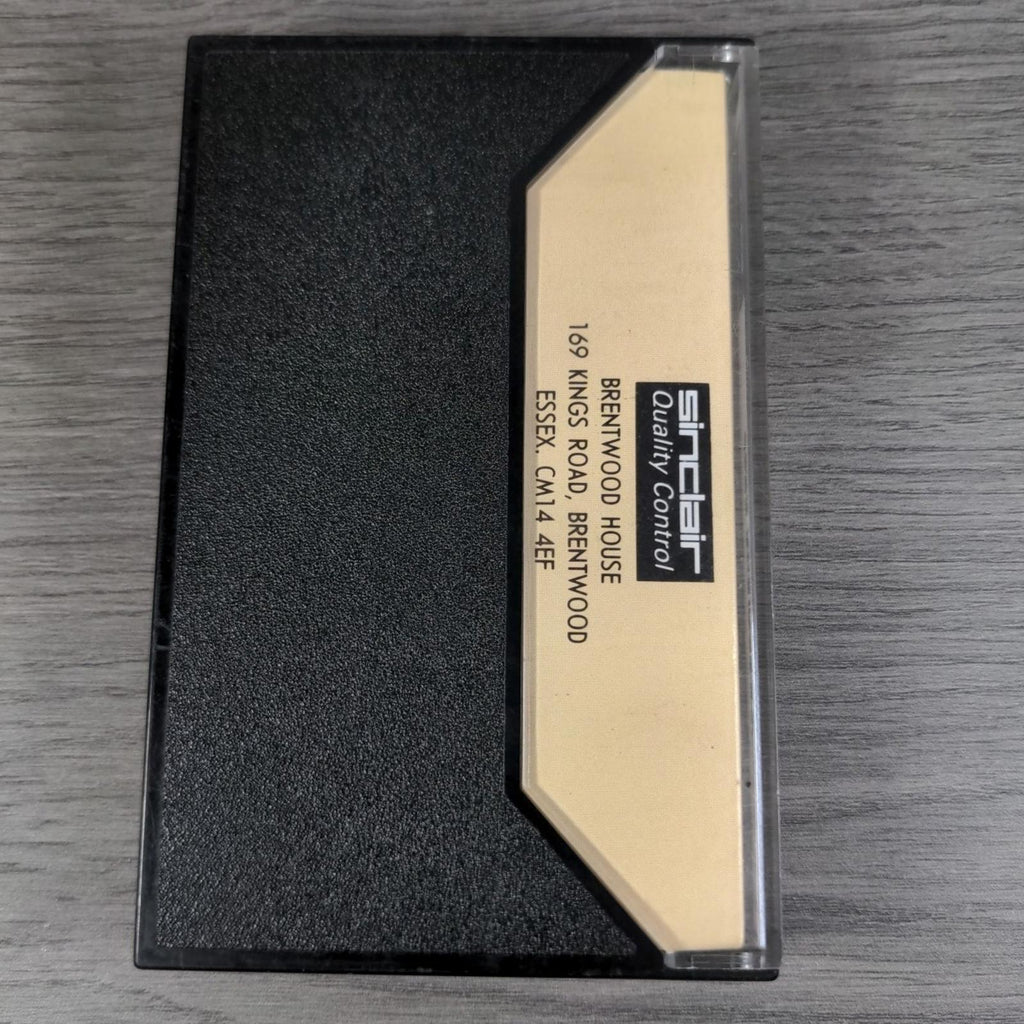 sinclair
Quality Control
BRENTWOOD HOUSE
169 KINGS ROAD, BRENTWOOD
ESSEX. CM14 4EF